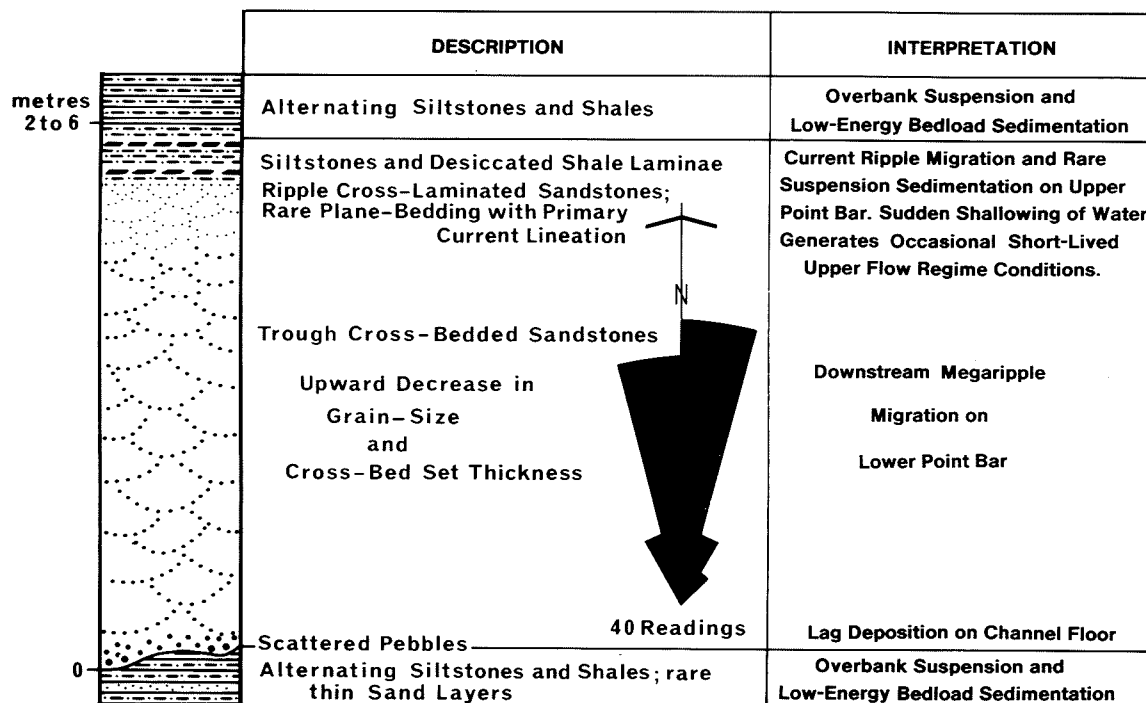 DESCRIPTION
INTERPRETATION
metres
2 to 6
Alternating Siltstones and Shales
Overbank Suspension and
Low-Energy Bedload Sedimentation
Siltstones and Desiccated Shale Laminae
Ripple Cross-Laminated Sandstones;
Rare Plane-Bedding with Primary
Current Lineation
Current Ripple Migration and Rare
Suspension Sedimentation on Upper
Point Bar. Sudden Shallowing of Water
Generates Occasional Short-Lived
Upper Flow Regime Conditions.
N
Trough Cross-Bedded Sandstones
Upward Decrease in
Grain-Size
and
Cross-Bed Set Thickness
Downstream Megaripple
Migration on
Lower Point Bar
40 Readings
Scattered Pebbles
Lag Deposition on Channel Floor
0
Alternating Siltstones and Shales; rare
thin Sand Layers
Overbank Suspension and
Low-Energy Bedload Sedimentation